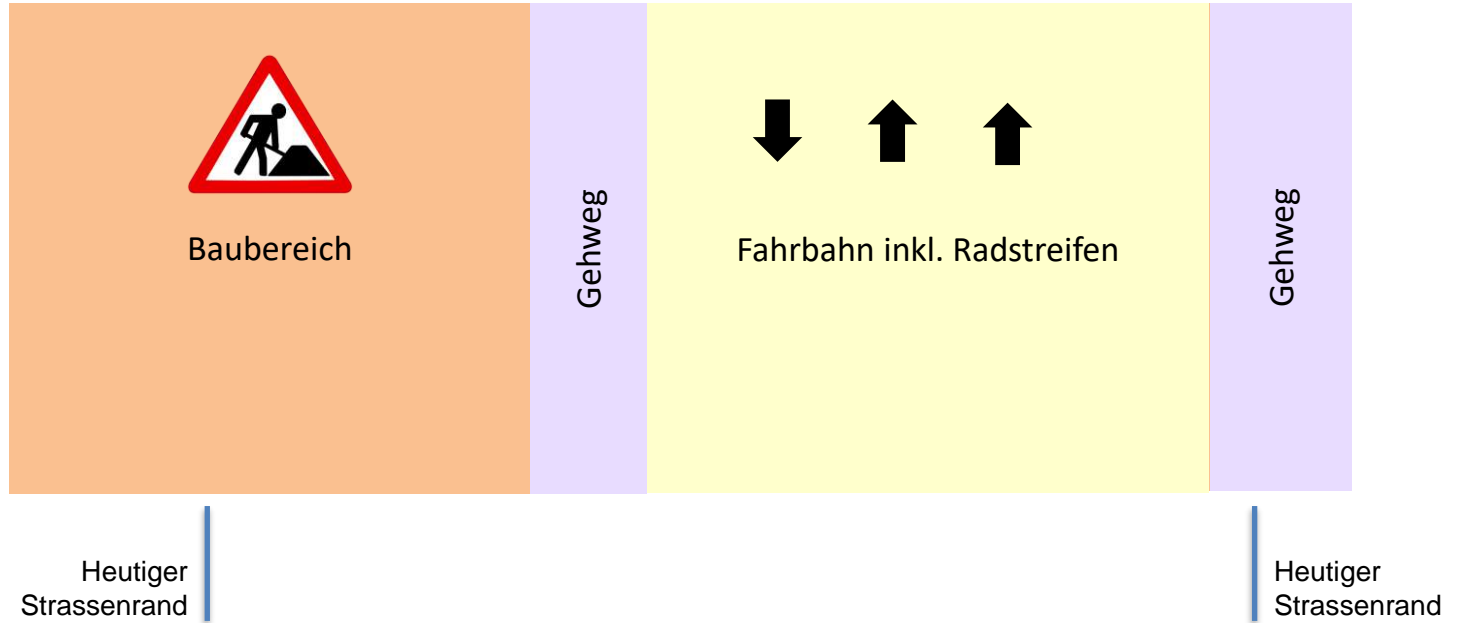 Baubereich
Gehweg
Fahrbahn inkl. Radstreifen
Gehweg
Heutiger
Strassenrand
Heutiger
Strassenrand